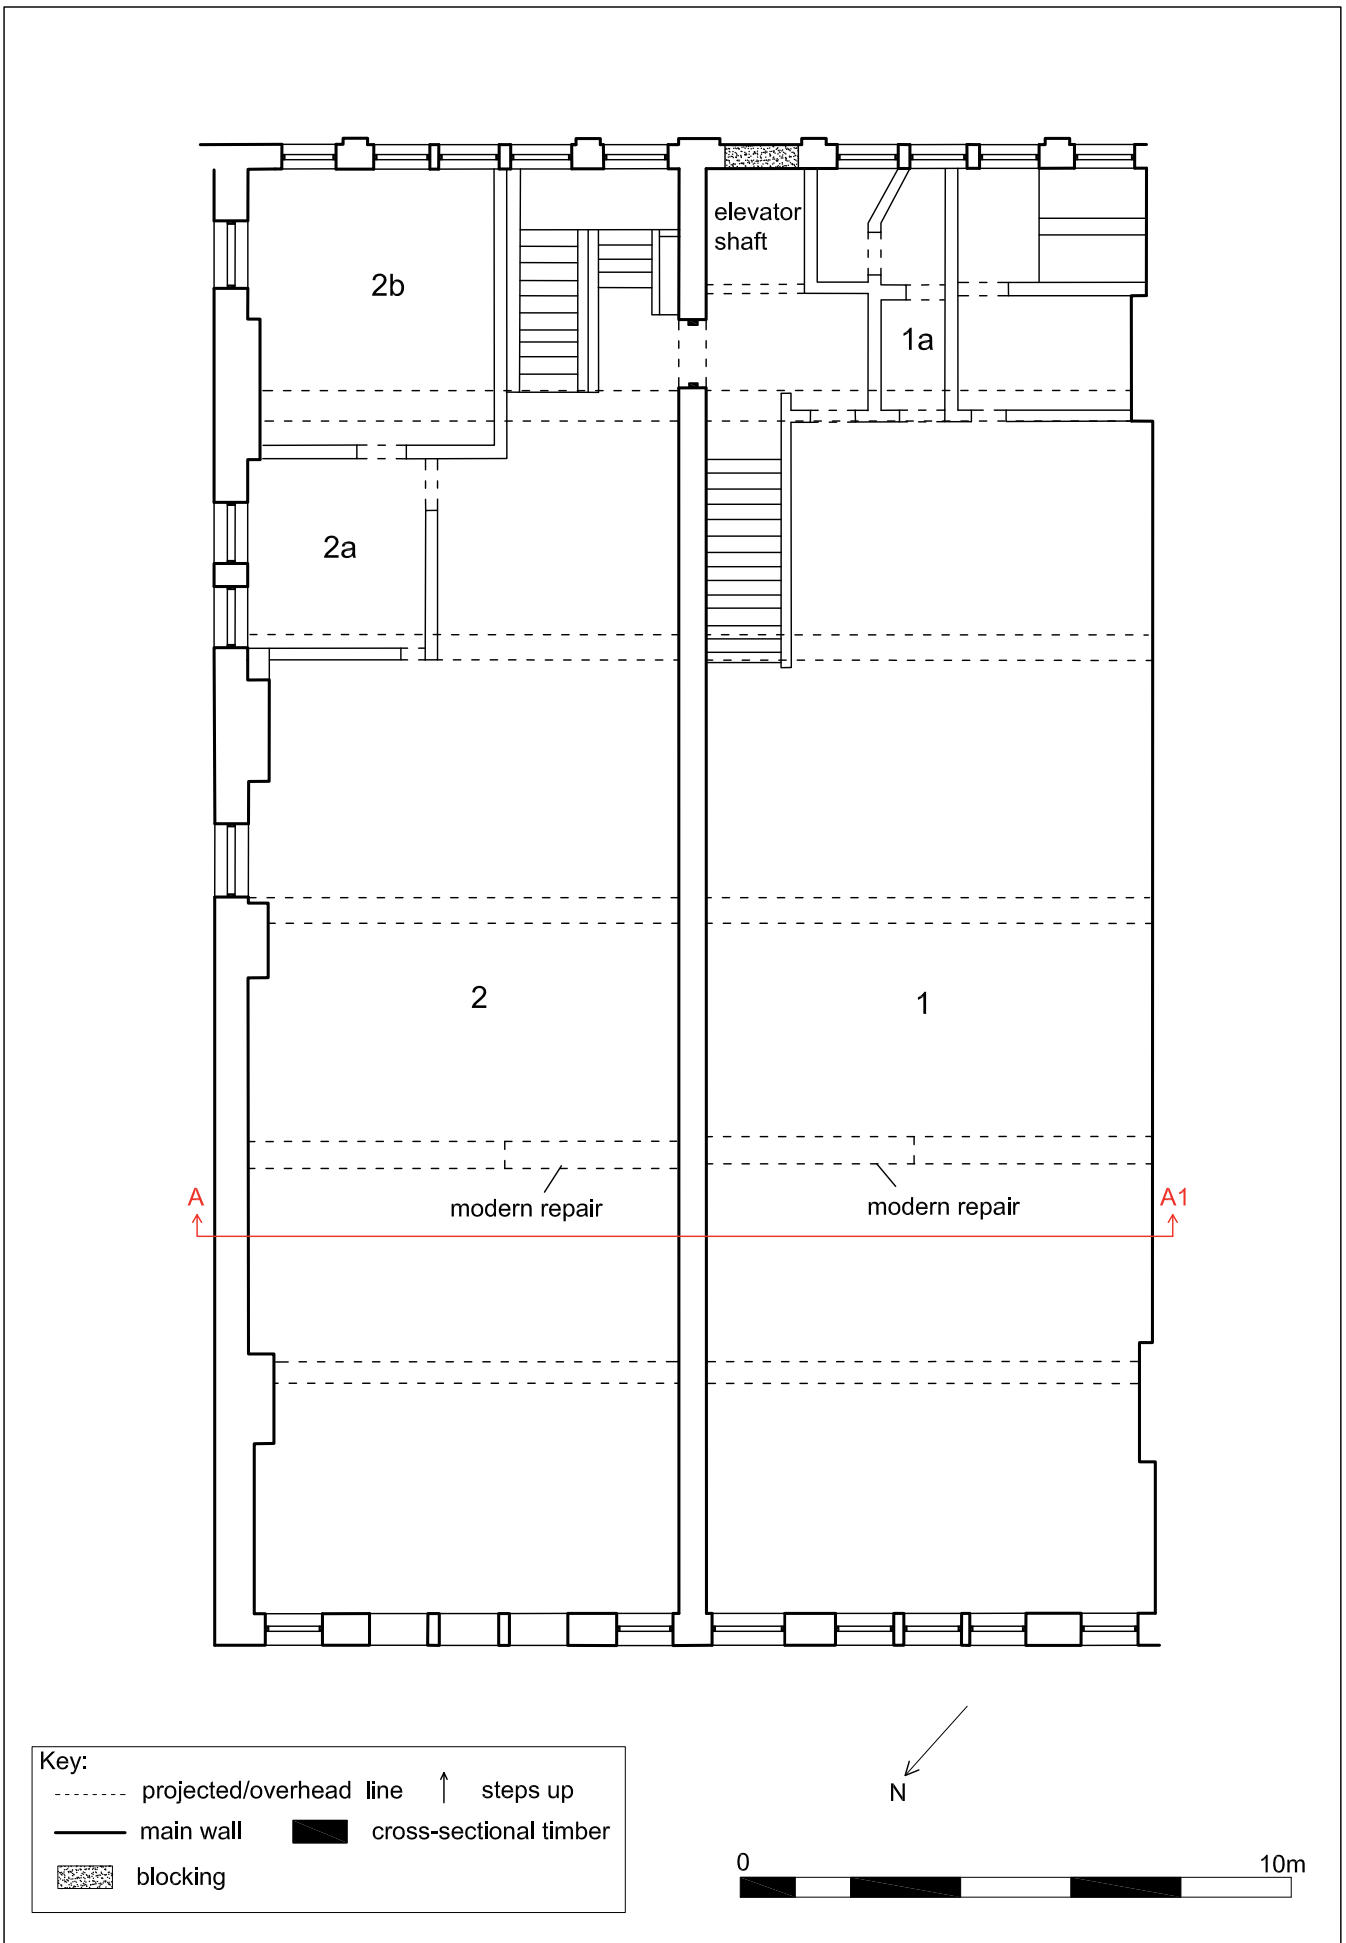 elevator
shaft
2b
1a
2a
2
1
modern repair
modern repair
A
A1
N
Key:
projected/overhead line
steps up
main wall
cross-sectional timber
blocking
0
10m